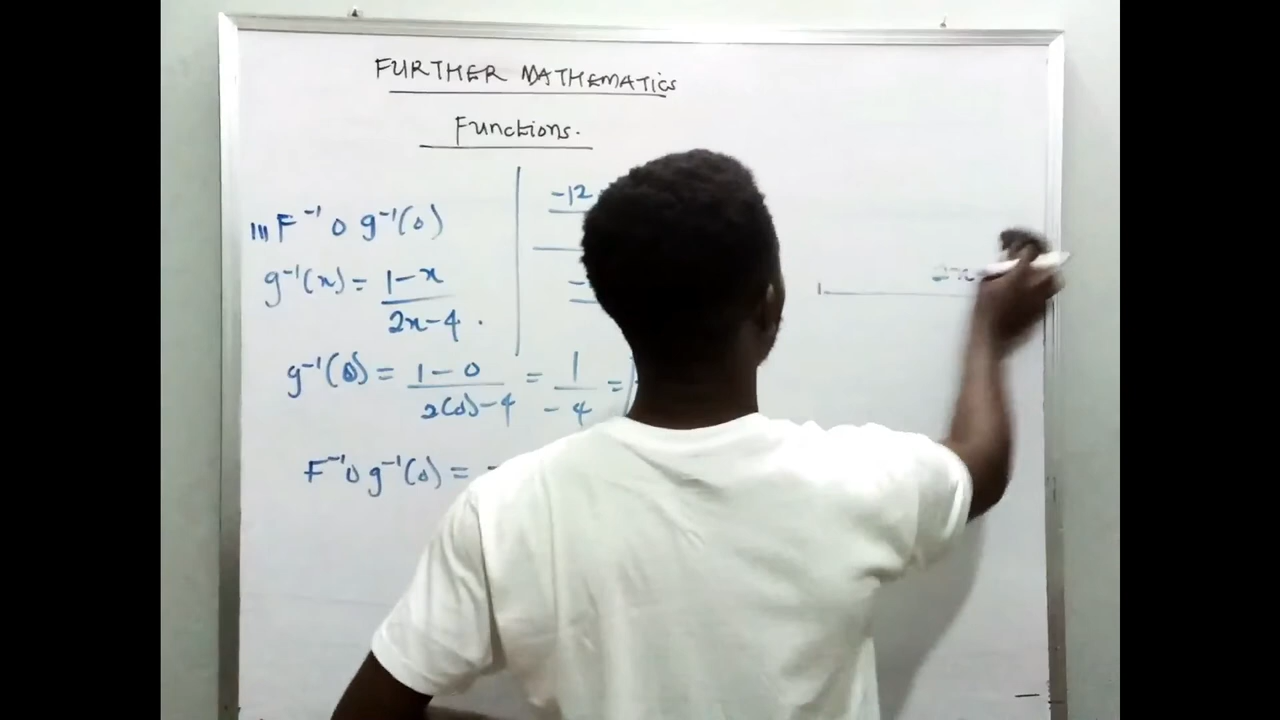 FURTHER MATHEMATICS
Functions.
III F⁻¹ o g⁻¹(0)
g⁻¹(x) = 1-x
2x-4.
g⁻¹(0) = 1-0 = 1 =
2(0)-4 -4
F⁻¹ o g⁻¹(0) =
-12
2x